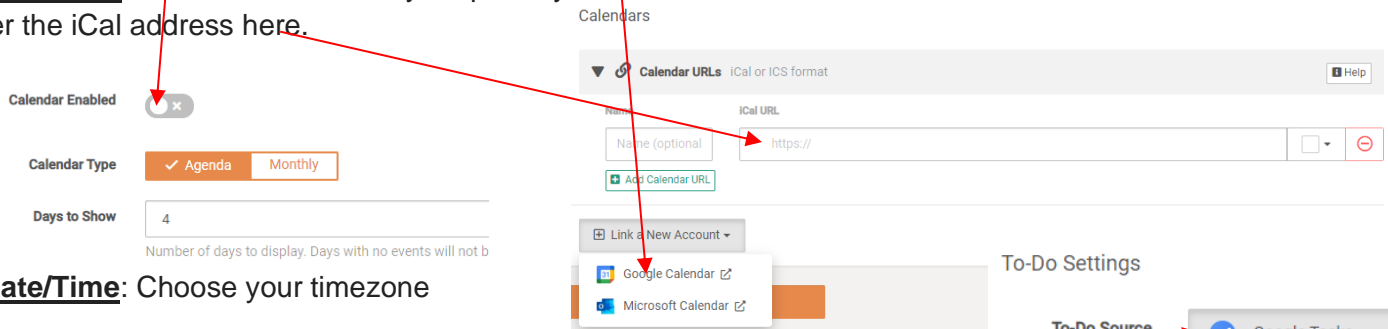 er the iCal address here.
Calendars
Calendar URLs iCal or ICS format
Help
Name
iCal URL
Name (optional
https://
Add Calendar URL
Calendar Enabled
Calendar Type
Agenda
Monthly
Days to Show
4
Number of days to display. Days with no events will not b
Link a New Account
Google Calendar
Microsoft Calendar
ate/Time: Choose your timezone
To-Do Settings
To-Do Source